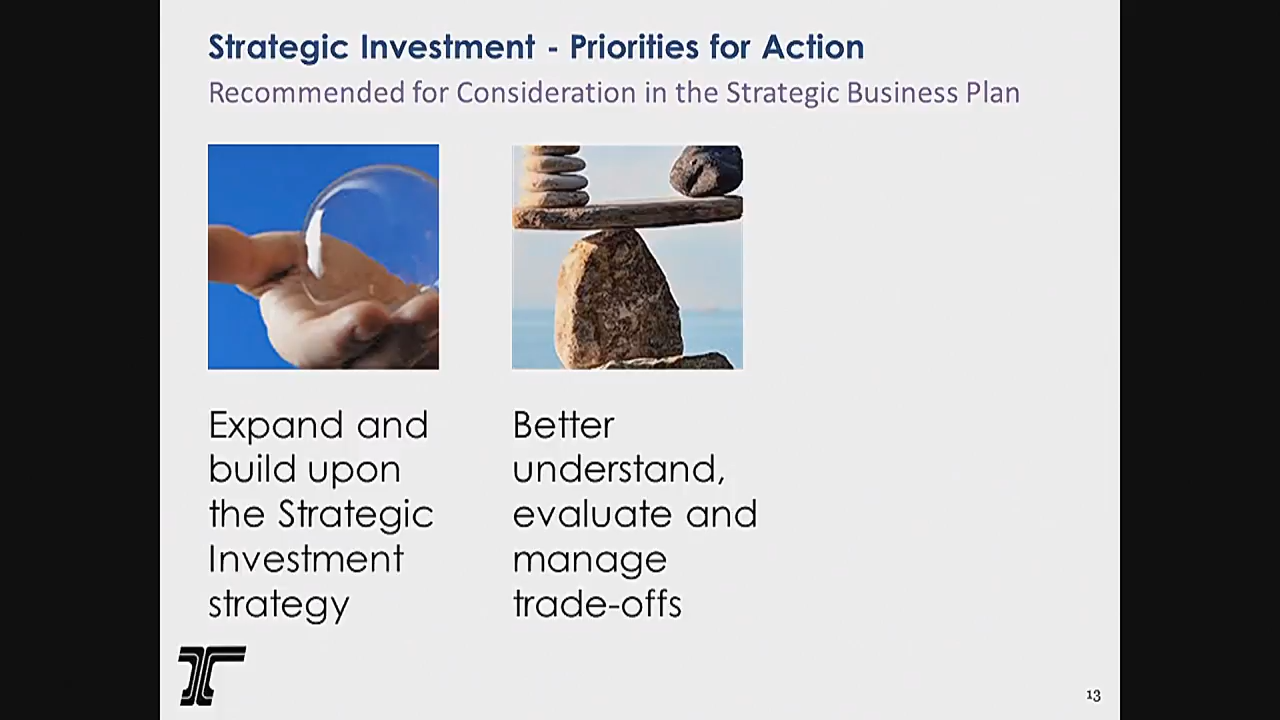 Strategic Investment - Priorities for Action
Recommended for Consideration in the Strategic Business Plan
Expand and
build upon
the Strategic
Investment
strategy
Better
understand,
evaluate and
manage
trade-offs
13